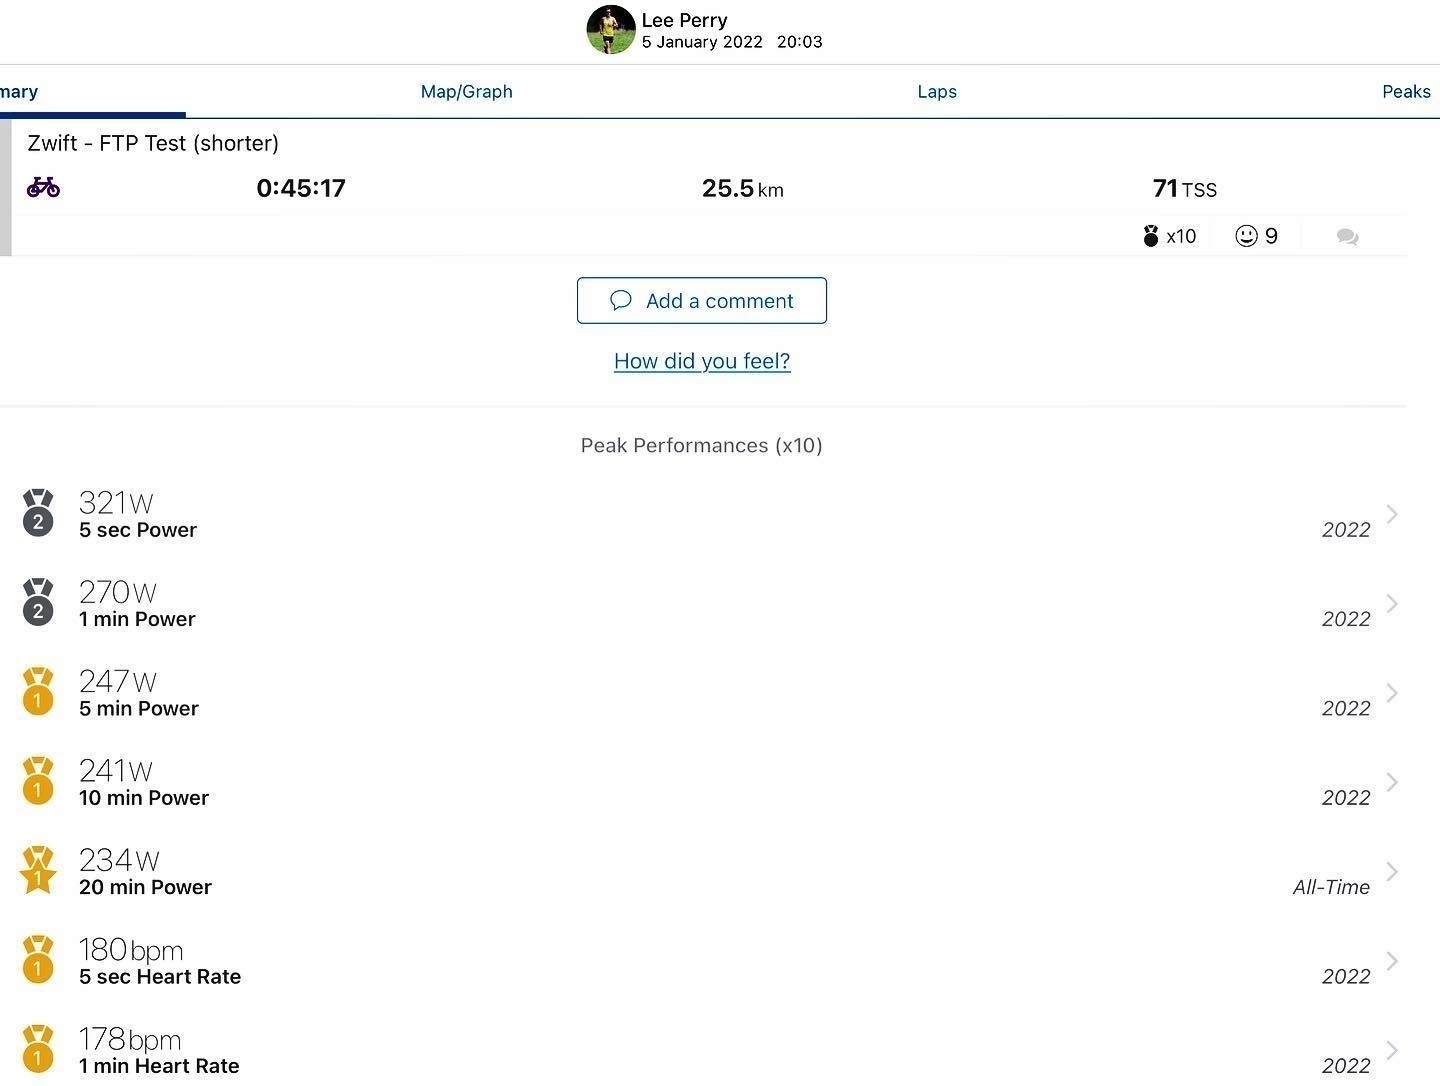 Lee Perry
5 January 2022 20:03
mary
Map/Graph
Laps
Peaks
Zwift - FTP Test (shorter)
0:45:17
25.5 km
71 TSS
x10
9
Add a comment
How did you feel?
Peak Performances (x10)
2
321W
5 sec Power
2022
2
270W
1 min Power
2022
1
247W
5 min Power
2022
1
241W
10 min Power
2022
1
234W
20 min Power
All-Time
1
180bpm
5 sec Heart Rate
2022
1
178bpm
1 min Heart Rate
2022